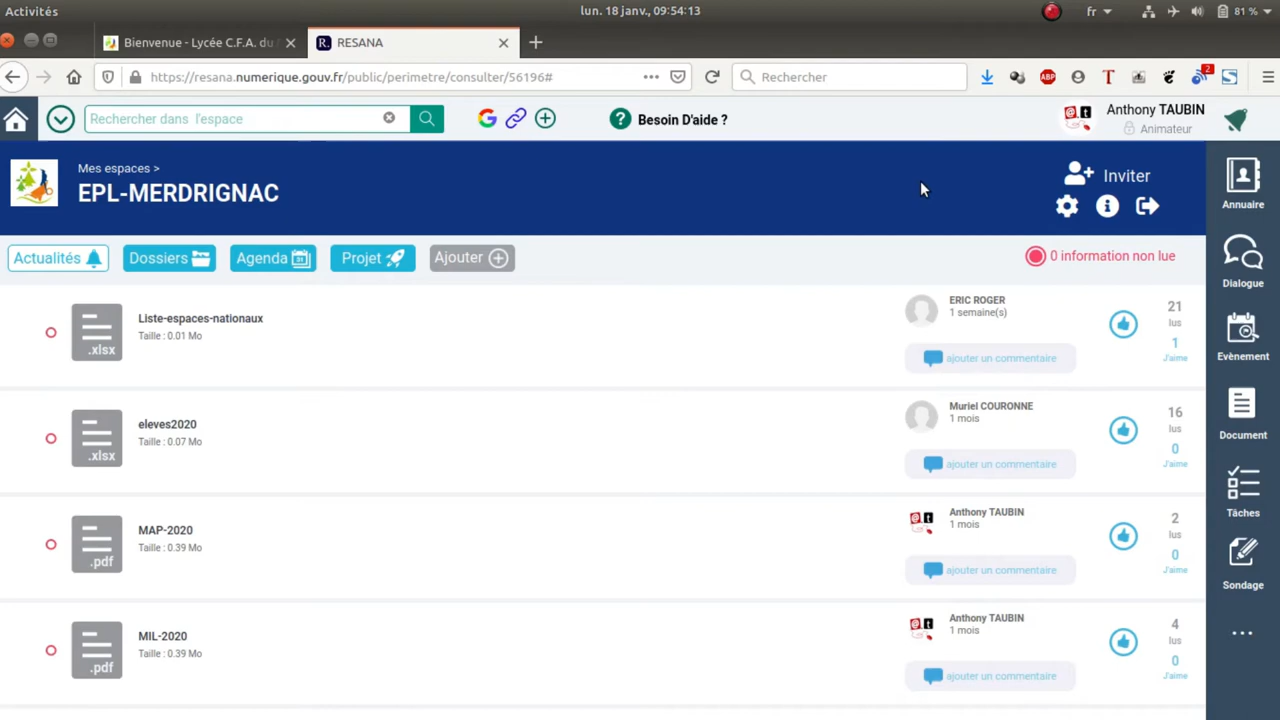 Activités
lun. 18 janv., 09:54:13
fr
81 %
Bienvenue - Lycée C.F.A. du
RESANA
https://resana.numerique.gouv.fr/public/perimetre/consulter/56196#
Rechercher
ABP
T
2
S
Rechercher dans l'espace
Besoin D'aide ?
Anthony TAUBIN
Animateur
Mes espaces >
EPL-MERDRIGNAC
Inviter
Annuaire
Actualités
Dossiers
Agenda
31
Projet
Ajouter
0 information non lue
Dialogue
Evènement
Document
Tâches
Sondage
Liste-espaces-nationaux
Taille : 0.01 Mo
.xlsx
ERIC ROGER
1 semaine(s)
ajouter un commentaire
21
lus
1
J'aime
eleves2020
Taille : 0.07 Mo
.xlsx
Muriel COURONNE
1 mois
ajouter un commentaire
16
lus
0
J'aime
MAP-2020
Taille : 0.39 Mo
.pdf
Anthony TAUBIN
1 mois
ajouter un commentaire
2
lus
0
J'aime
MIL-2020
Taille : 0.39 Mo
.pdf
Anthony TAUBIN
1 mois
ajouter un commentaire
4
lus
0
J'aime